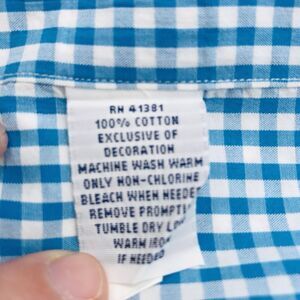 RN 41381
100% COTTON
EXCLUSIVE OF
DECORATION
MACHINE WASH WARM
ONLY NON-CHLORINE
BLEACH WHEN NEEDED
REMOVE PROMPTLY
TUMBLE DRY LOW
WARM IRON
IF NEEDED